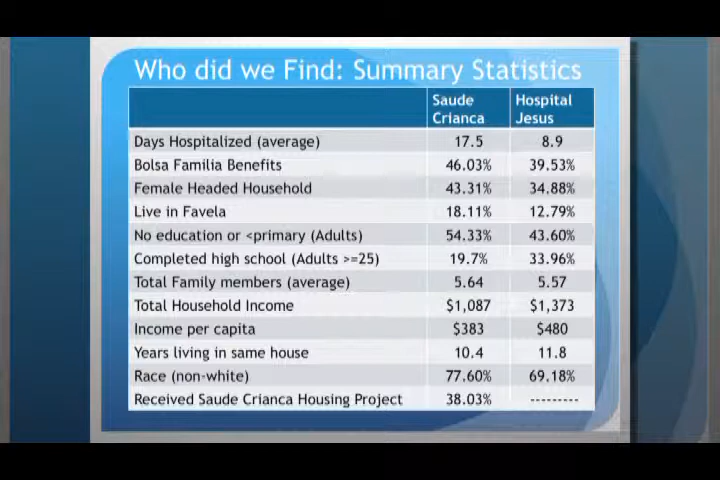 Who did we Find: Summary Statistics
Saude Crianca Hospital Jesus
Days Hospitalized (average) 17.5 8.9
Bolsa Familia Benefits 46.03% 39.53%
Female Headed Household 43.31% 34.88%
Live in Favela 18.11% 12.79%
No education or <primary (Adults) 54.33% 43.60%
Completed high school (Adults >=25) 19.7% 33.96%
Total Family members (average) 5.64 5.57
Total Household Income $1,087 $1,373
Income per capita $383 $480
Years living in same house 10.4 11.8
Race (non-white) 77.60% 69.18%
Received Saude Crianca Housing Project 38.03% ---------